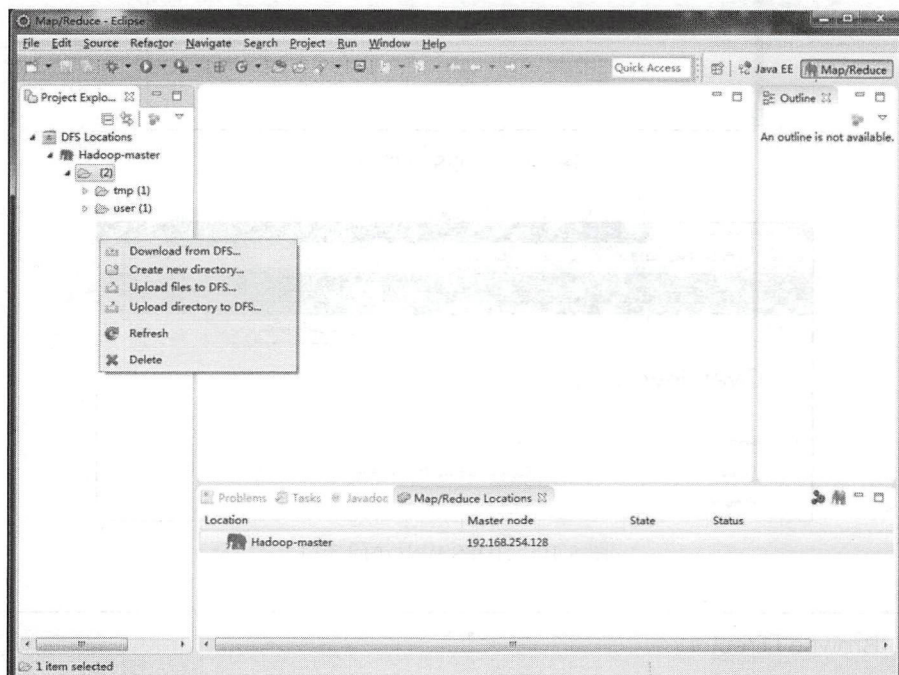 Map/Reduce - Eclipse
File Edit Source Refactor Navigate Search Project Run Window Help
Quick Access Java EE Map/Reduce
Project Explo...
Outline
An outline is not available.
DFS Locations
Hadoop-master
(2)
tmp (1)
user (1)
Download from DFS...
Create new directory...
Upload files to DFS...
Upload directory to DFS...
Refresh
Delete
Problems Tasks Javadoc Map/Reduce Locations
Location Master node State Status
Hadoop-master 192.168.254.128
1 item selected